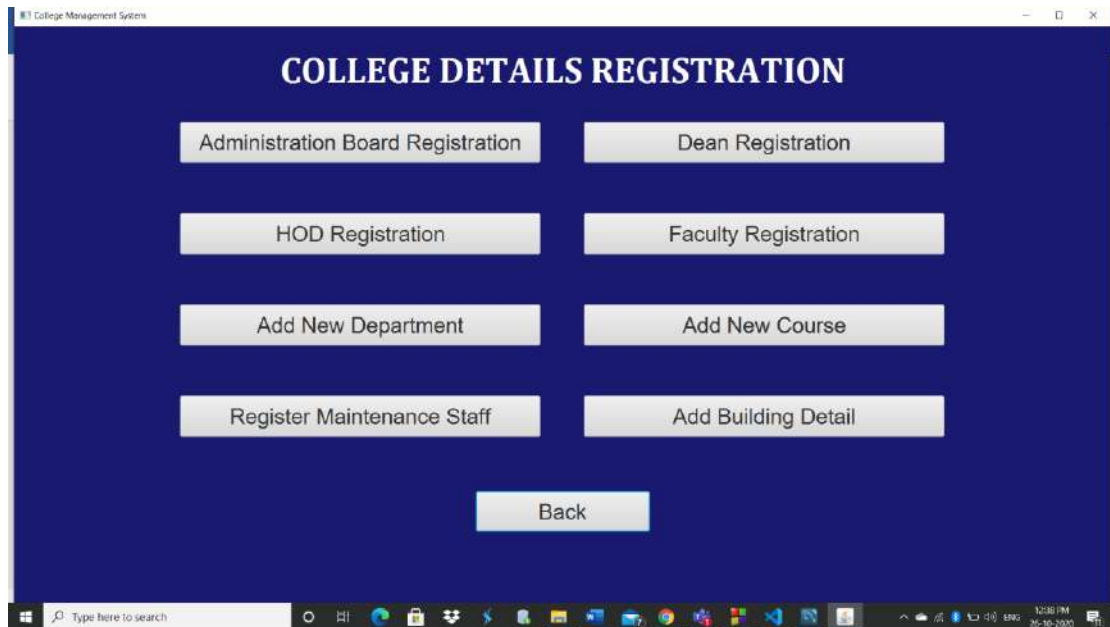 College Management System
COLLEGE DETAILS REGISTRATION
Administration Board Registration
Dean Registration
HOD Registration
Faculty Registration
Add New Department
Add New Course
Register Maintenance Staff
Add Building Detail
Back
Type here to search
ENG
12:38 PM
26-10-2020